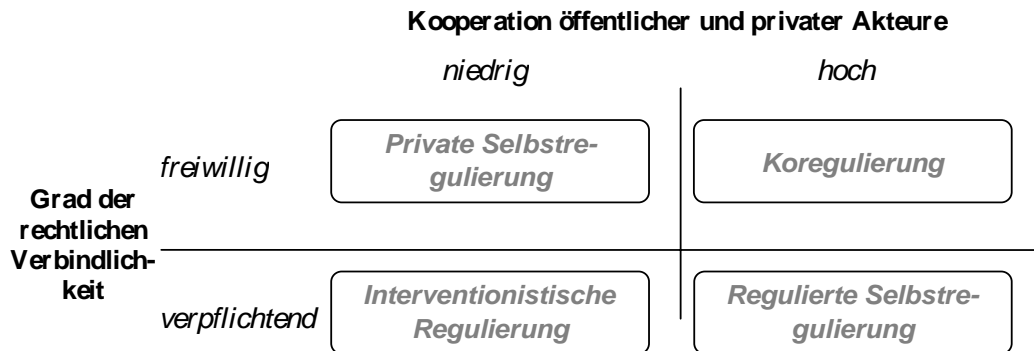 Kooperation öffentlicher und privater Akteure
niedrig
hoch
freiwillig
Private Selbstre-
gulierung
Koregulierung
Grad der
rechtlichen
Verbindlich-
keit
verpflichtend
Interventionistische
Regulierung
Regulierte Selbstre-
gulierung